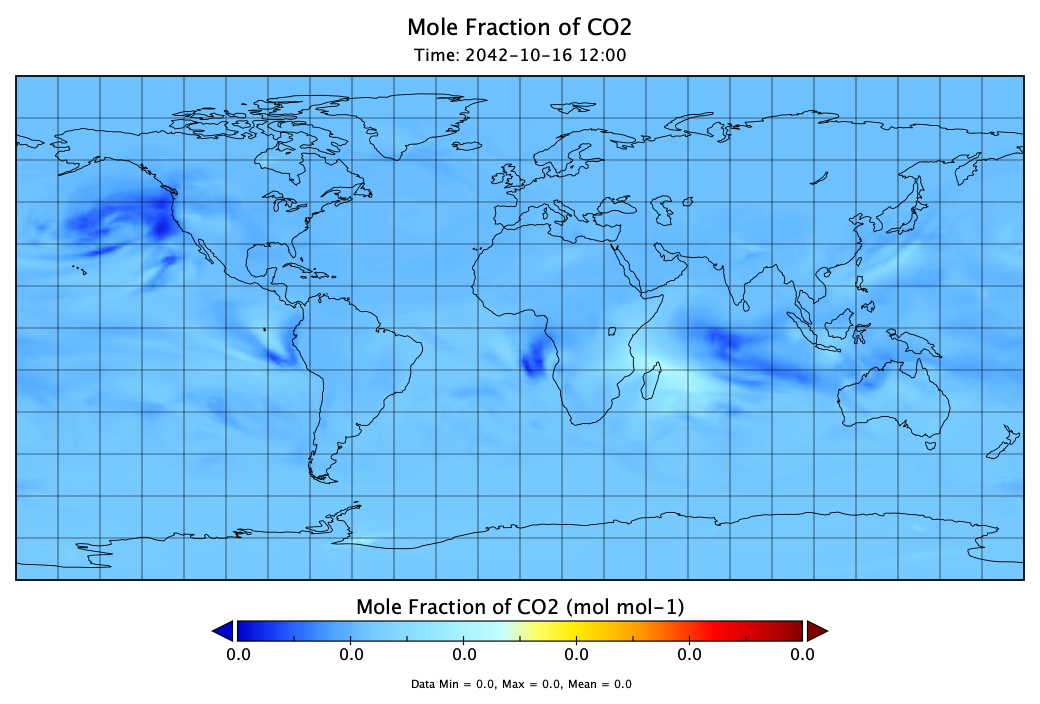 Mole Fraction of CO2
Time: 2042-10-16 12:00
Mole Fraction of CO2 (mol mol-1)
0.0 0.0 0.0 0.0 0.0 0.0
Data Min = 0.0, Max = 0.0, Mean = 0.0